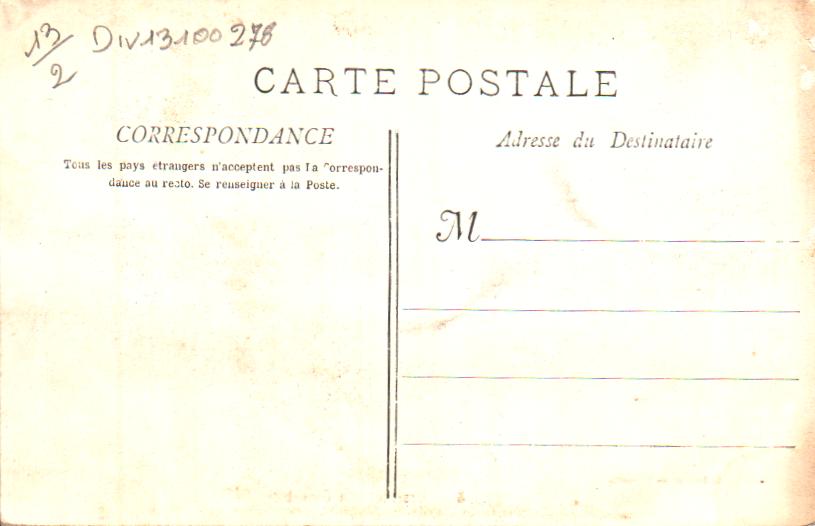 13/2 Div13100278
CARTE POSTALE
CORRESPONDANCE
Tous les pays étrangers n'acceptent pas la Correspon-
dance au recto. Se renseigner à la Poste.
Adresse du Destinataire
M